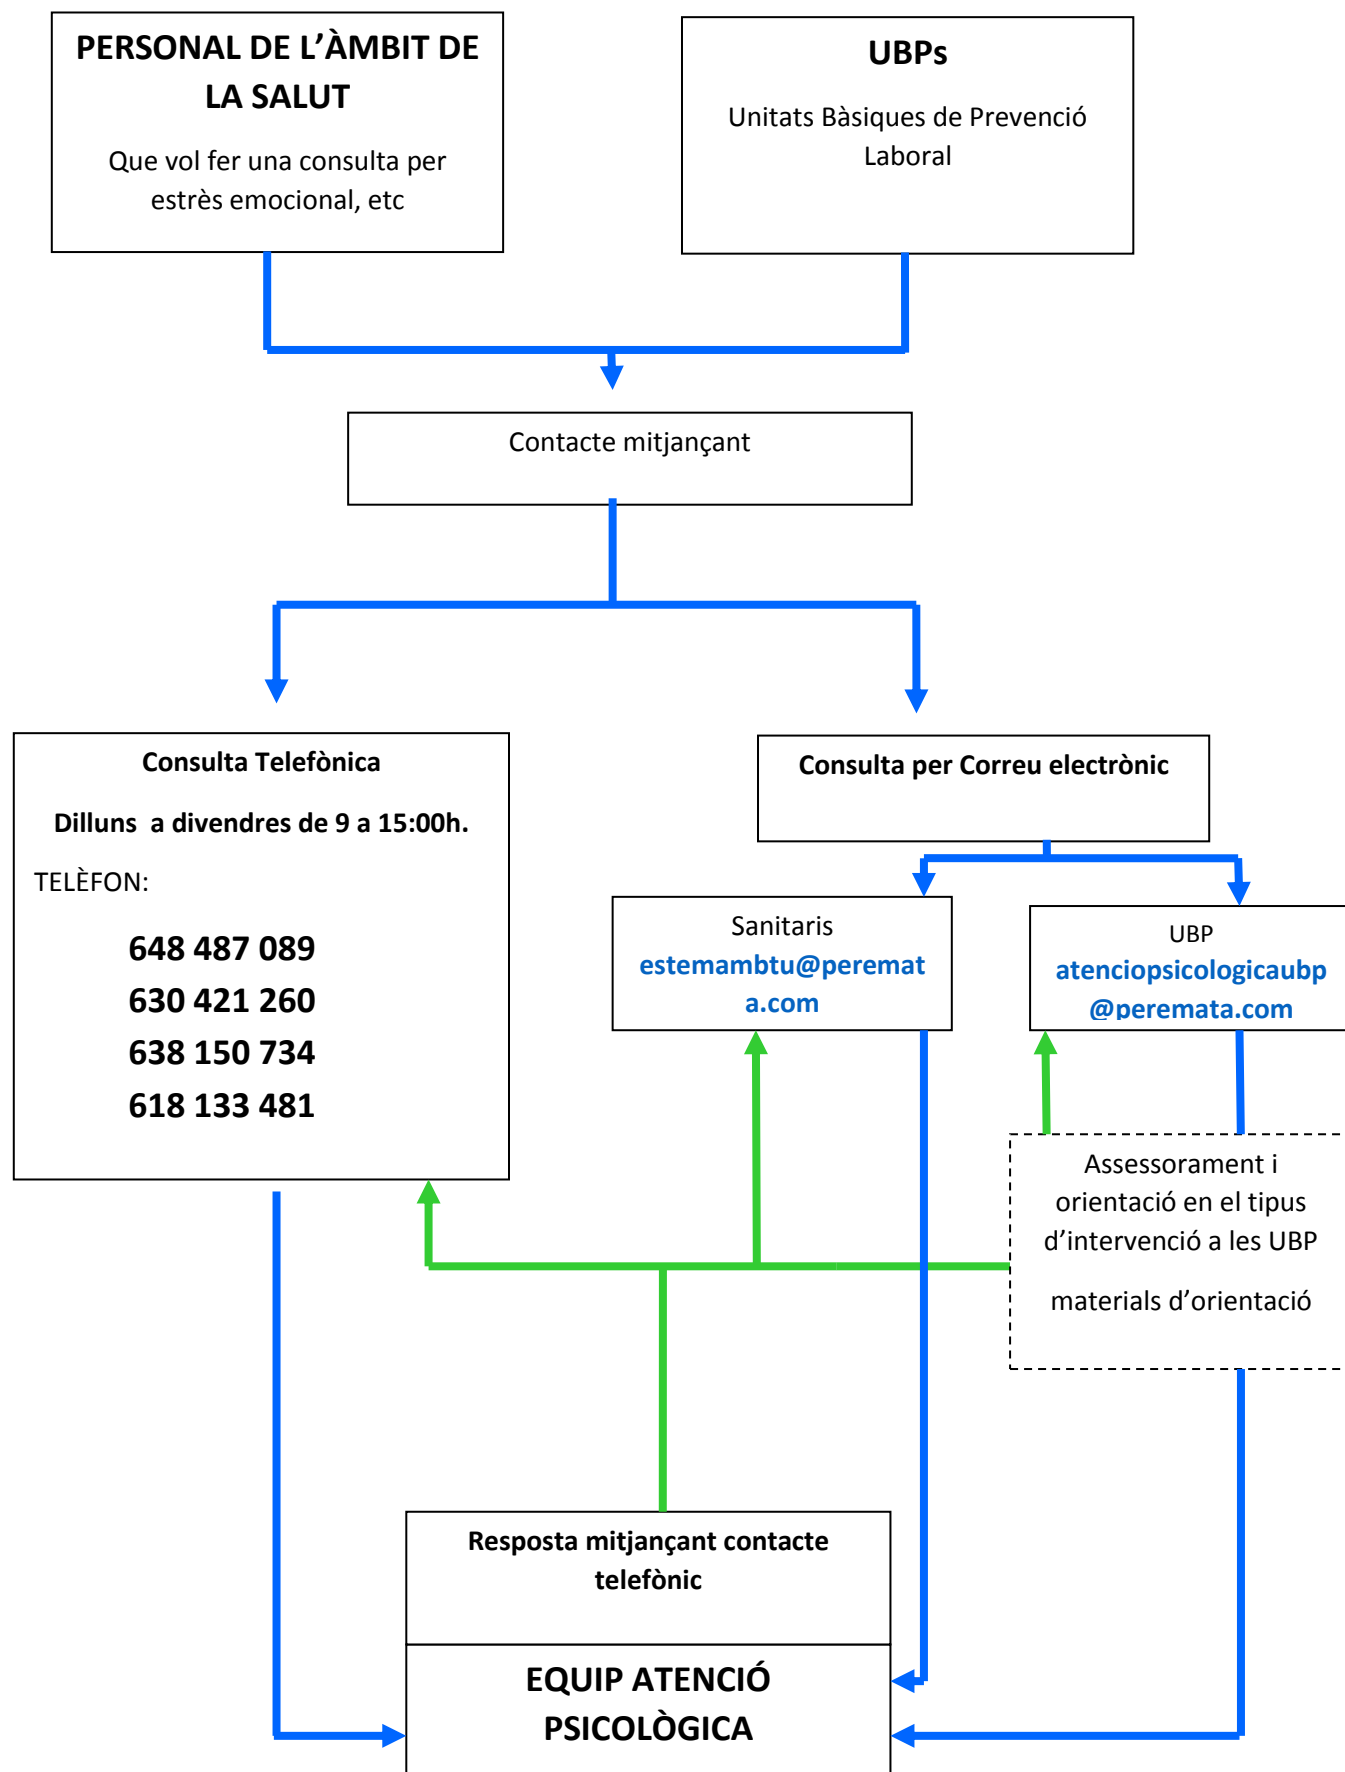 PERSONAL DE L’ÀMBIT DE
LA SALUT
Que vol fer una consulta per
estrès emocional, etc
UBPs
Unitats Bàsiques de Prevenció
Laboral
Contacte mitjançant
Consulta Telefònica
Dilluns  a divendres de 9 a 15:00h.
TELÈFON:
648 487 089
630 421 260
638 150 734
618 133 481
Consulta per Correu electrònic
Sanitaris
estemambtu@peremat
a.com
UBP
atenciopsicologicaubp
@peremata.com
Assessorament i
orientació en el tipus
d’intervenció a les UBP
materials d’orientació
Resposta mitjançant contacte
telefònic
EQUIP ATENCIÓ
PSICOLÒGICA